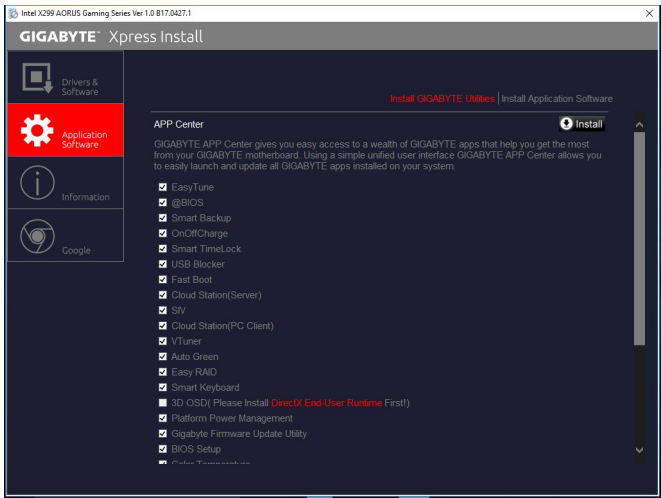 Intel X299 AORUS Gaming Series Ver 1.0 B17.0427.1
GIGABYTE™ Xpress Install
Drivers &
Software
Application
Software
Information
Google
Install GIGABYTE Utilities | Install Application Software
APP Center
Install
GIGABYTE APP Center gives you easy access to a wealth of GIGABYTE apps that help you get the most
from your GIGABYTE motherboard. Using a simple unified user interface GIGABYTE APP Center allows you
to easily launch and update all GIGABYTE apps installed on your system.
EasyTune
@BIOS
Smart Backup
OnOffCharge
Smart TimeLock
USB Blocker
Fast Boot
Cloud Station(Server)
SIV
Cloud Station(PC Client)
VTuner
Auto Green
Easy RAID
Smart Keyboard
3D OSD( Please Install DirectX End-User Runtime First!)
Platform Power Management
Gigabyte Firmware Update Utility
BIOS Setup
Color Temperature